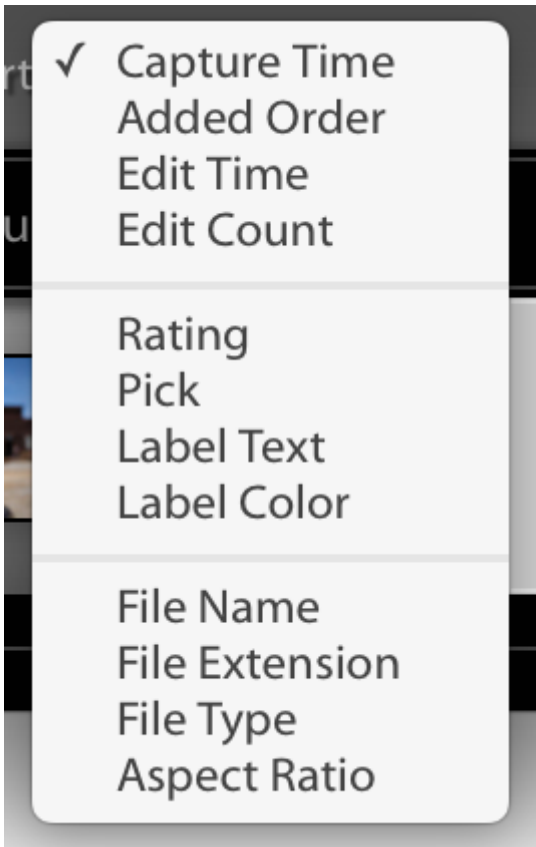 ✓ Capture Time
Added Order
Edit Time
Edit Count
Rating
Pick
Label Text
Label Color
File Name
File Extension
File Type
Aspect Ratio